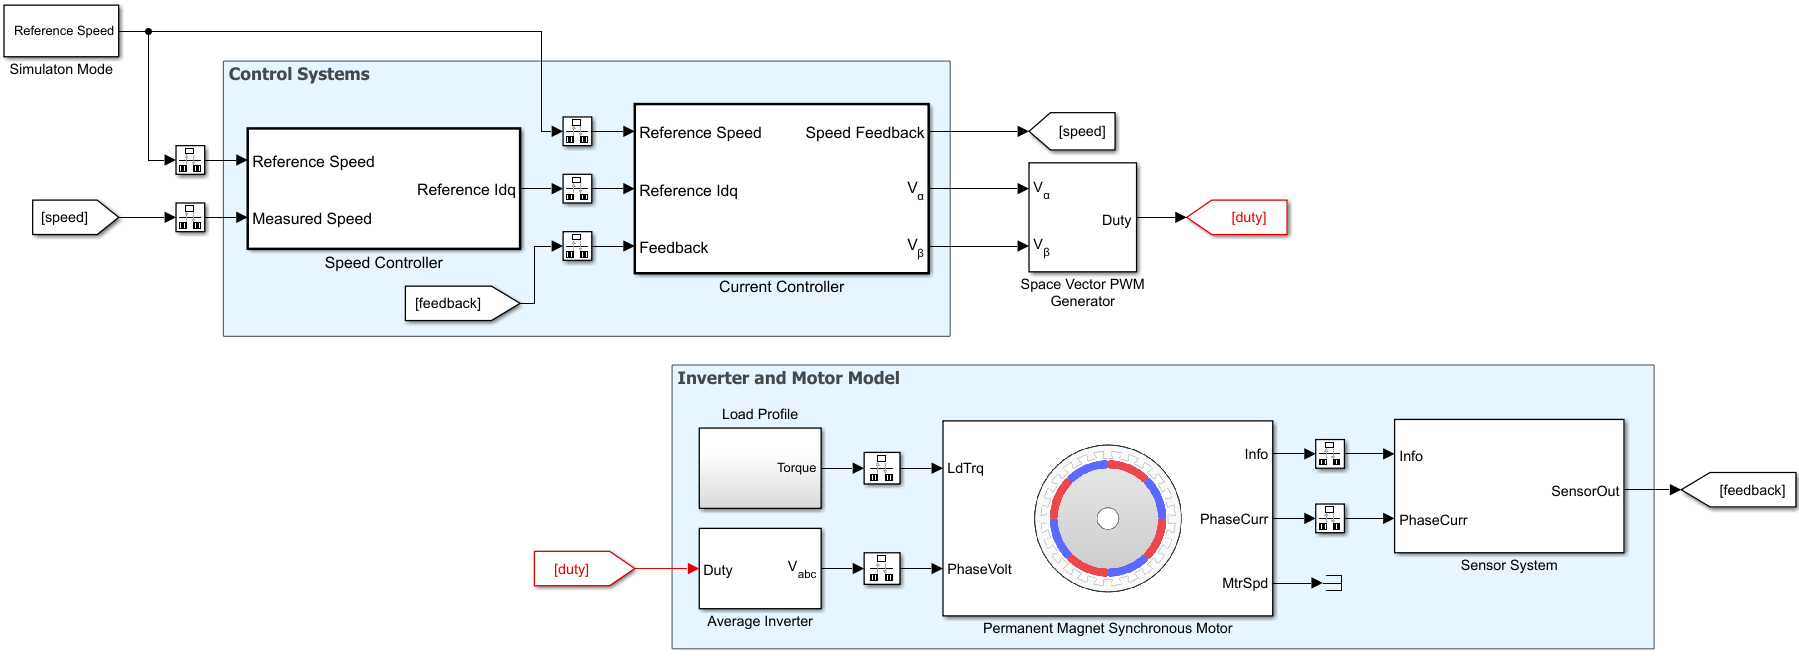 Reference Speed
Simulaton Mode
Control Systems
Reference Speed
Measured Speed
Reference Idq
Speed Controller
[speed]
[feedback]
Reference Speed
Reference Idq
Feedback
Speed Feedback
Vα
Vβ
Current Controller
[speed]
Vα
Vβ
Duty
Space Vector PWM
Generator
[duty]
Inverter and Motor Model
Load Profile
Torque
[duty]
Duty
Vabc
Average Inverter
LdTrq
PhaseVolt
Info
PhaseCurr
MtrSpd
Permanent Magnet Synchronous Motor
Info
PhaseCurr
SensorOut
Sensor System
[feedback]